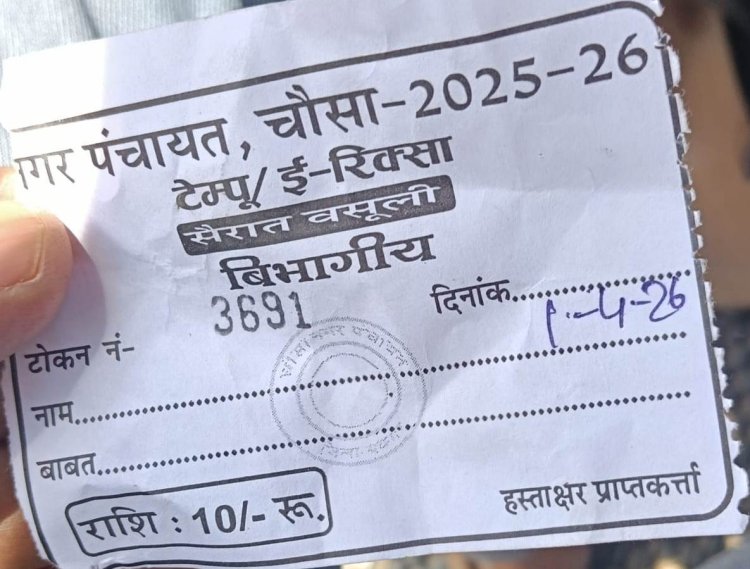 गर पंचायत, चौसा-2025-26
टेम्पू/ ई-रिक्सा
सैरात वसूली
बिभागीय
टोकन नं- 3691
दिनांक.......... 1-4-26
नाम..........
बाबत..........
राशि : 10/- रू.
हस्ताक्षर प्राप्तकर्त्ता